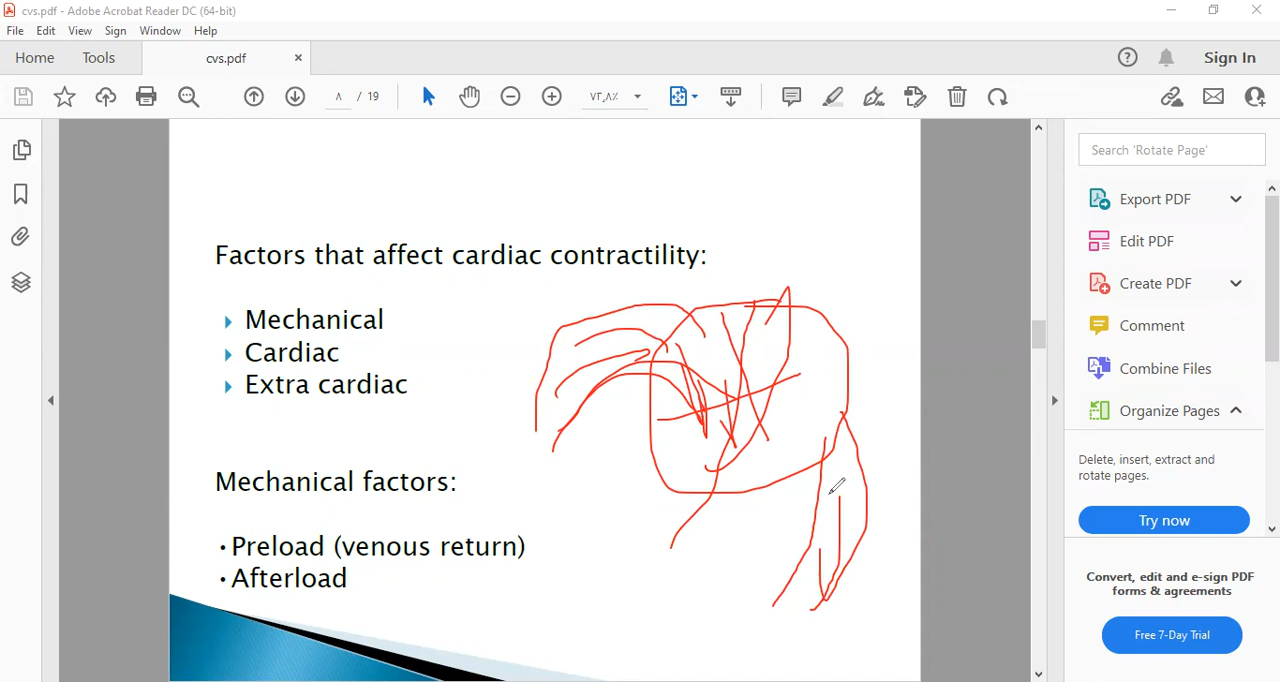 cvs.pdf - Adobe Acrobat Reader DC (64-bit)
File Edit View Sign Window Help
Home Tools cvs.pdf × Sign In
٨ / 19 ٧٣,٨٪
Search 'Rotate Page'
Export PDF
Edit PDF
Create PDF
Comment
Combine Files
Organize Pages
Delete, insert, extract and
rotate pages.
Try now
Convert, edit and e-sign PDF
forms & agreements
Free 7-Day Trial
Factors that affect cardiac contractility:
Mechanical
Cardiac
Extra cardiac
Mechanical factors:
•Preload (venous return)
•Afterload